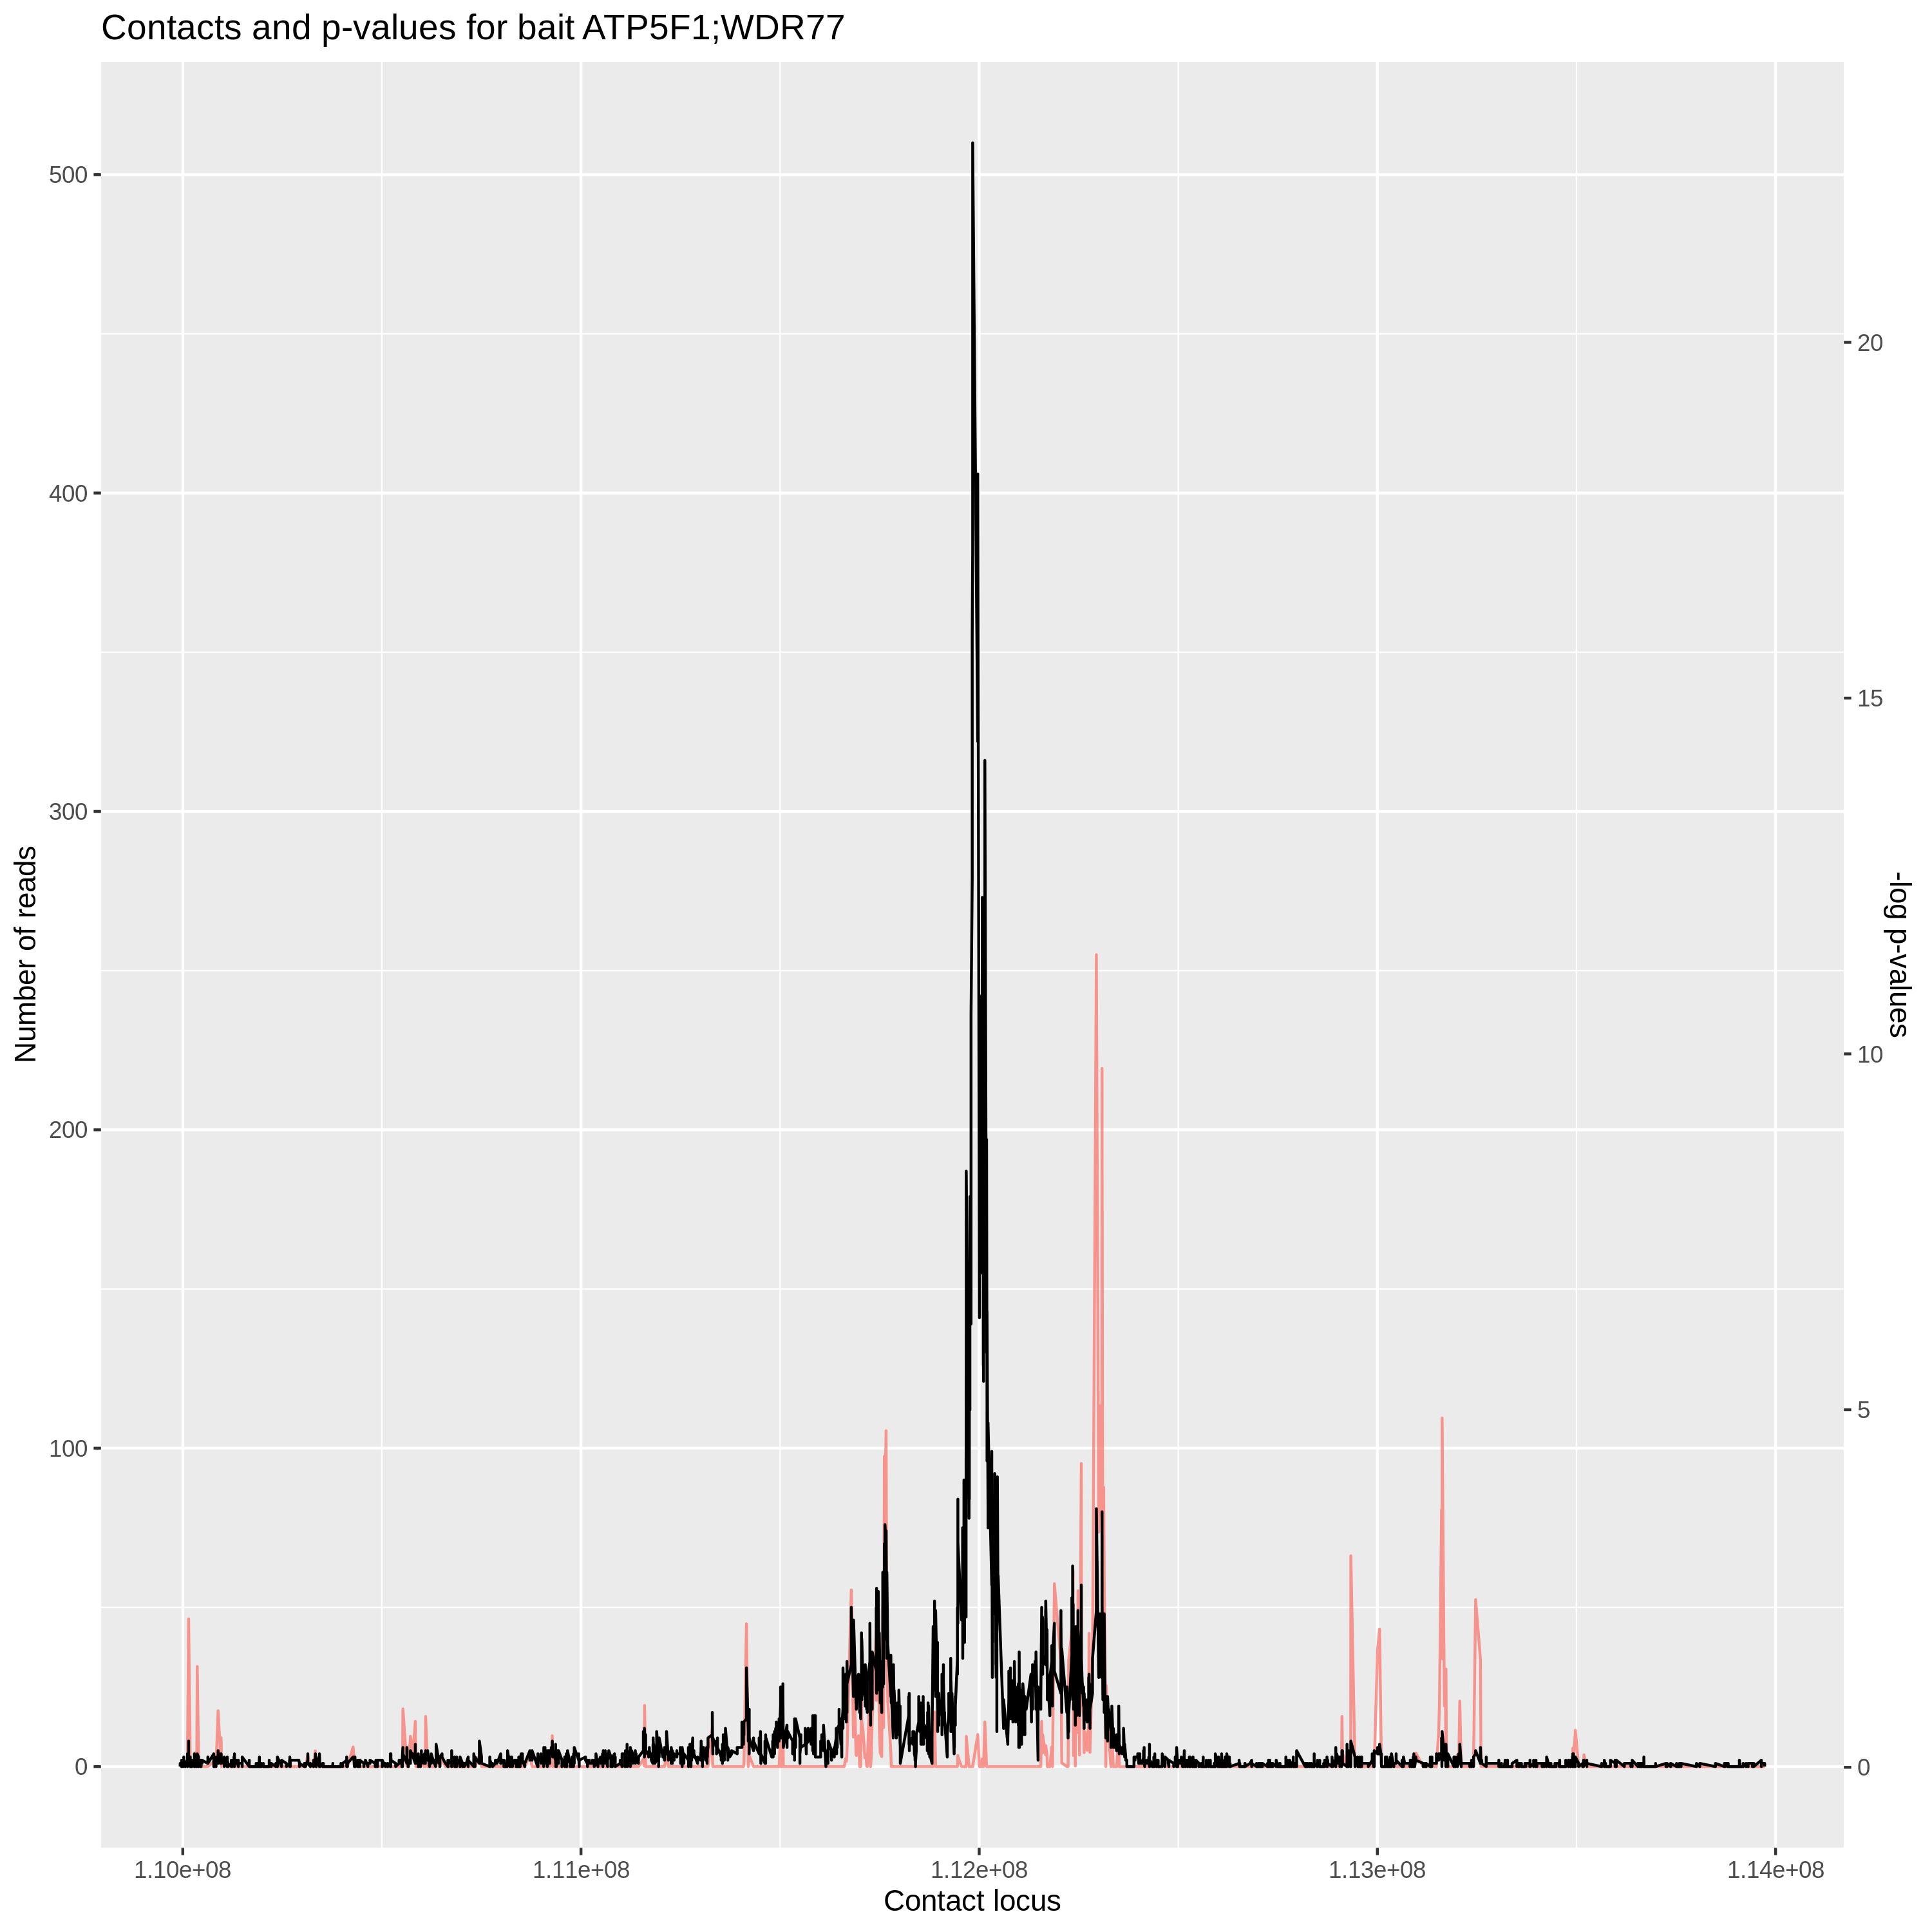 Contacts and p-values for bait ATP5F1;WDR77
500
400
300
200
100
0
Number of reads
20
15
10
5
0
-log p-values
1.10e+08
1.11e+08
1.12e+08
1.13e+08
1.14e+08
Contact locus